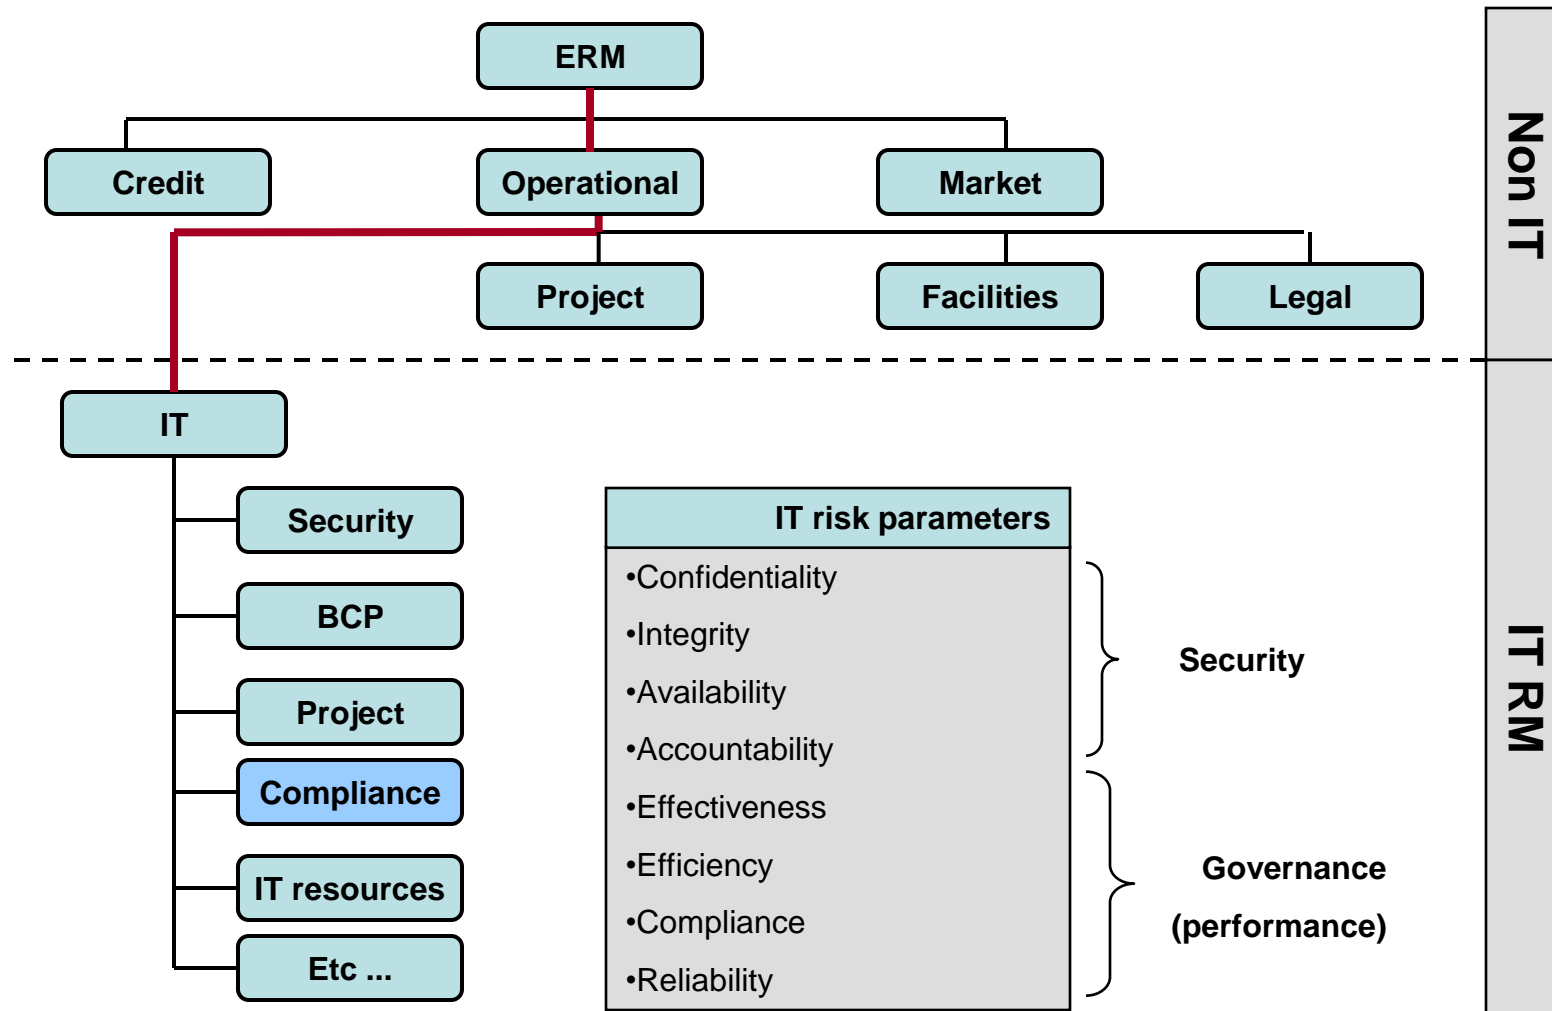 ERM
Credit
Operational
Market
Non IT
Project
Facilities
Legal
IT
Security
BCP
Project
Compliance
IT resources
Etc ...
IT risk parameters
•Confidentiality
•Integrity
•Availability
•Accountability
•Effectiveness
•Efficiency
•Compliance
•Reliability
Security
Governance
(performance)
IT RM